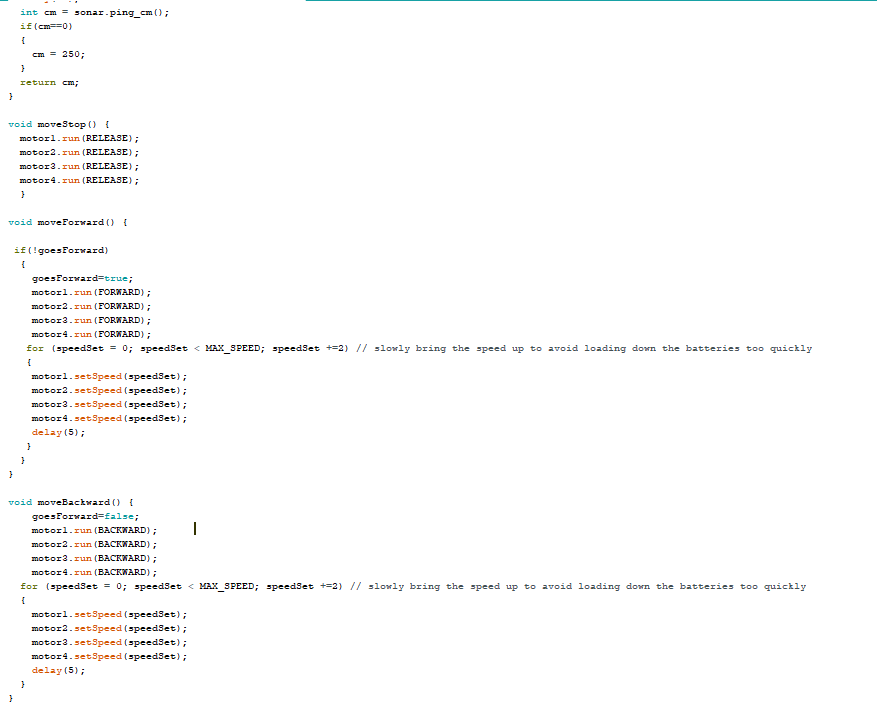 int cm = sonar.ping_cm();
if(cm==0)
{
cm = 250;
}
return cm;
}
void moveStop() {
motor1.run(RELEASE);
motor2.run(RELEASE);
motor3.run(RELEASE);
motor4.run(RELEASE);
}
void moveForward() {
if(!goesForward)
{
goesForward=true;
motor1.run(FORWARD);
motor2.run(FORWARD);
motor3.run(FORWARD);
motor4.run(FORWARD);
for (speedSet = 0; speedSet < MAX_SPEED; speedSet +=2) // slowly bring the speed up to avoid loading down the batteries too quickly
{
motor1.setSpeed(speedSet);
motor2.setSpeed(speedSet);
motor3.setSpeed(speedSet);
motor4.setSpeed(speedSet);
delay(5);
}
}
}
void moveBackward() {
goesForward=false;
motor1.run(BACKWARD);
motor2.run(BACKWARD);
motor3.run(BACKWARD);
motor4.run(BACKWARD);
for (speedSet = 0; speedSet < MAX_SPEED; speedSet +=2) // slowly bring the speed up to avoid loading down the batteries too quickly
{
motor1.setSpeed(speedSet);
motor2.setSpeed(speedSet);
motor3.setSpeed(speedSet);
motor4.setSpeed(speedSet);
delay(5);
}
}